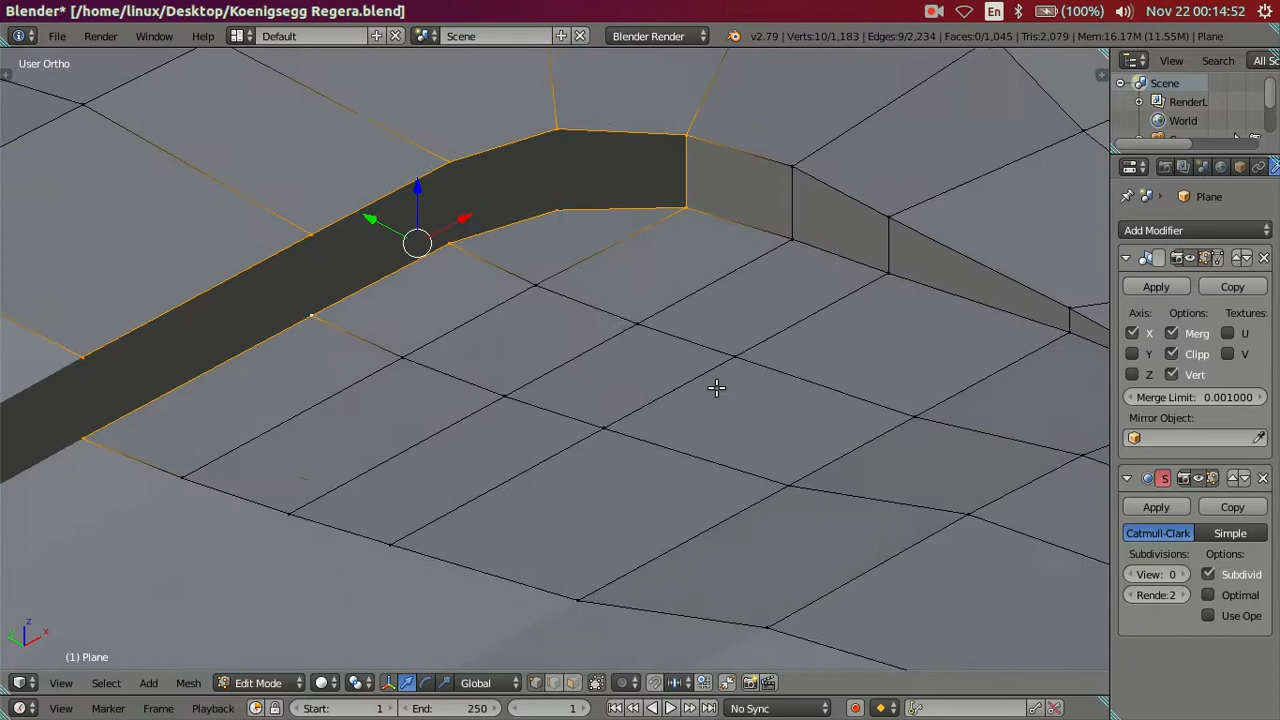 Blender* [/home/linux/Desktop/Koenigsegg Regera.blend]
En
(100%)
Nov 22 00:14:52
File
Render
Window
Help
Default
Scene
Blender Render
v2.79 | Verts:10/1,183 | Edges:9/2,234 | Faces:0/1,045 | Tris:2,079 | Mem:16.17M (11.55M) | Plane
User Ortho
View
Search
All Sc
Scene
RenderL
World
Plane
Add Modifier
Apply
Copy
Axis:
Options:
Textures:
X
Merg
U
Y
Clipp
V
Z
Vert
Merge Limit: 0.001000
Mirror Object:
S
Apply
Copy
Catmull-Clark
Simple
Subdivisions:
Options:
View: 0
Subdivid
Rende:2
Optimal
Use Ope
z
x
(1) Plane
View
Select
Add
Mesh
Edit Mode
Global
View
Marker
Frame
Playback
Start: 1
End: 250
1
No Sync